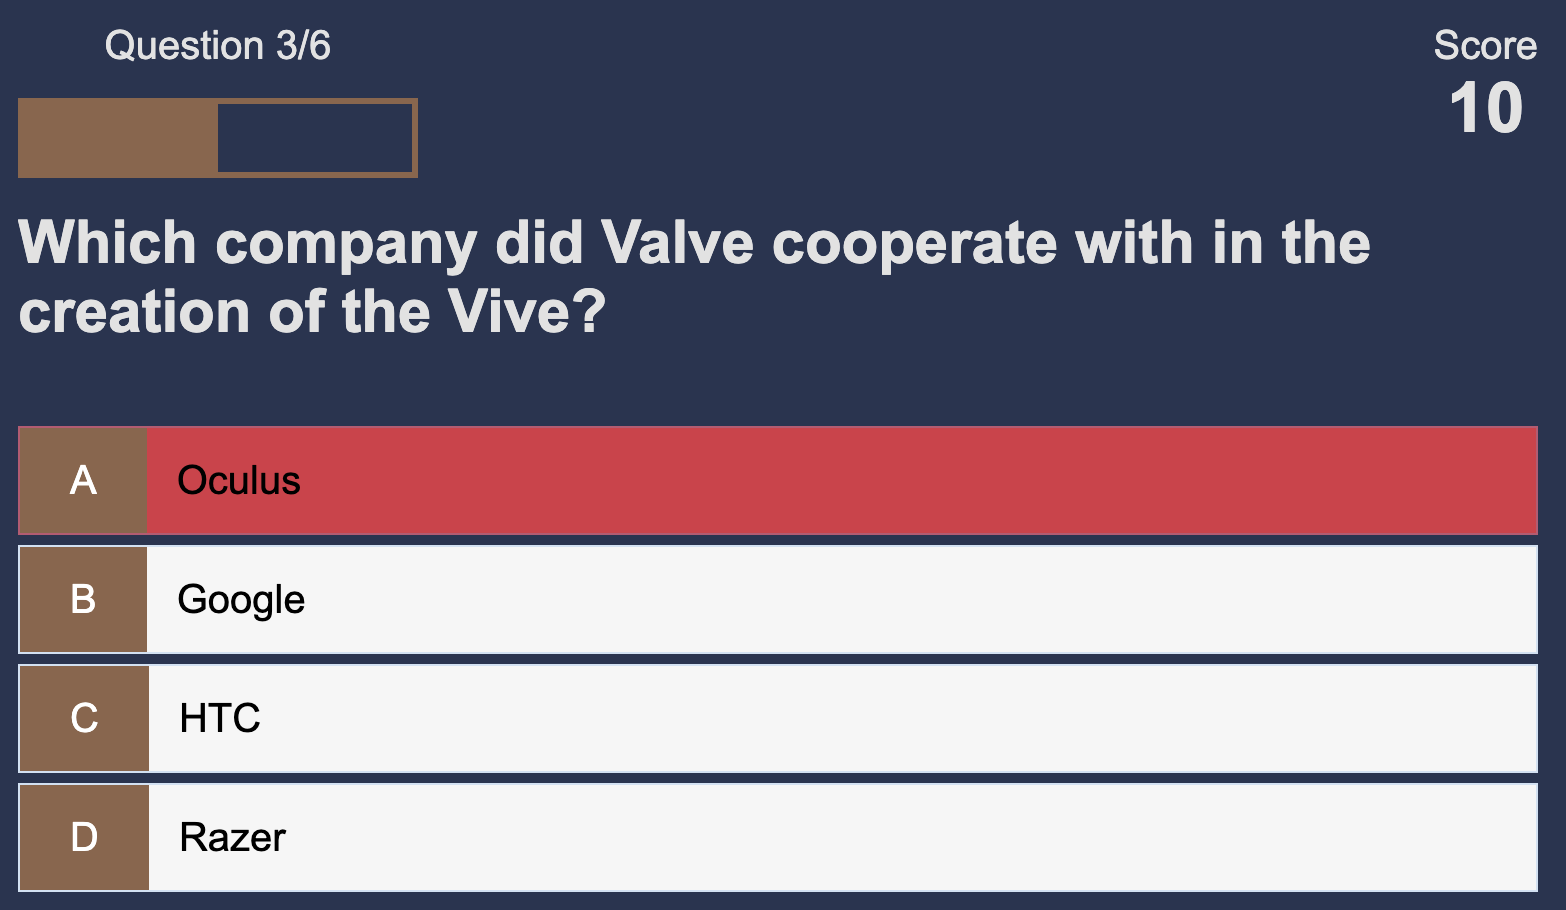 Question 3/6
Score
10
Which company did Valve cooperate with in the
creation of the Vive?
A Oculus
B Google
C HTC
D Razer